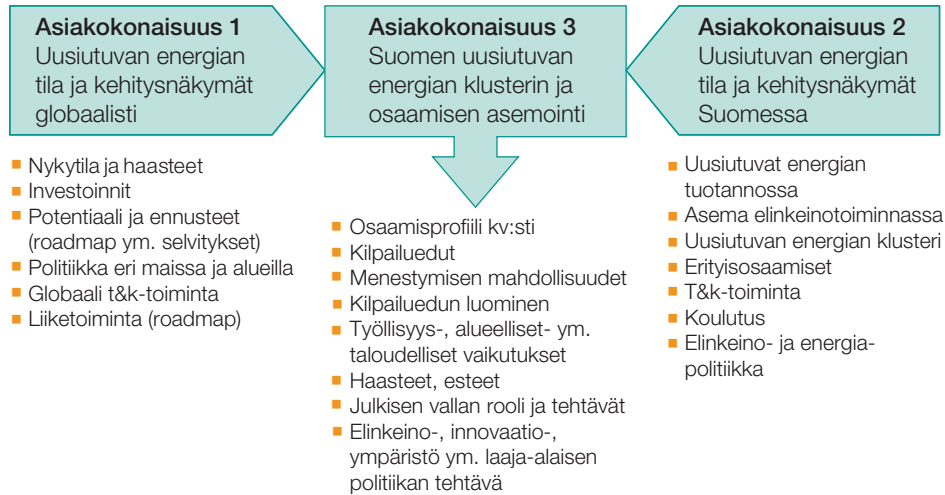 Asiakokonaisuus 1
Uusiutuvan energian
tila ja kehitysnäkymät
globaalisti
Nykytila ja haasteet
Investoinnit
Potentiaali ja ennusteet
(roadmap ym. selvitykset)
Politiikka eri maissa ja alueilla
Globaali t&k-toiminta
Liiketoiminta (roadmap)
Asiakokonaisuus 3
Suomen uusiutuvan
energian klusterin ja
osaamisen asemointi
Osaamisprofiili kv:sti
Kilpailuedut
Menestymisen mahdollisuudet
Kilpailuedun luominen
Työllisyys-, alueelliset- ym.
taloudelliset vaikutukset
Haasteet, esteet
Julkisen vallan rooli ja tehtävät
Elinkeino-, innovaatio-,
ympäristö ym. laaja-alaisen
politiikan tehtävä
Asiakokonaisuus 2
Uusiutuvan energian
tila ja kehitysnäkymät
Suomessa
Uusiutuvat energian
tuotannossa
Asema elinkeinotoiminnassa
Uusiutuvan energian klusteri
Erityisosaamiset
T&k-toiminta
Koulutus
Elinkeino- ja energia-
politiikka